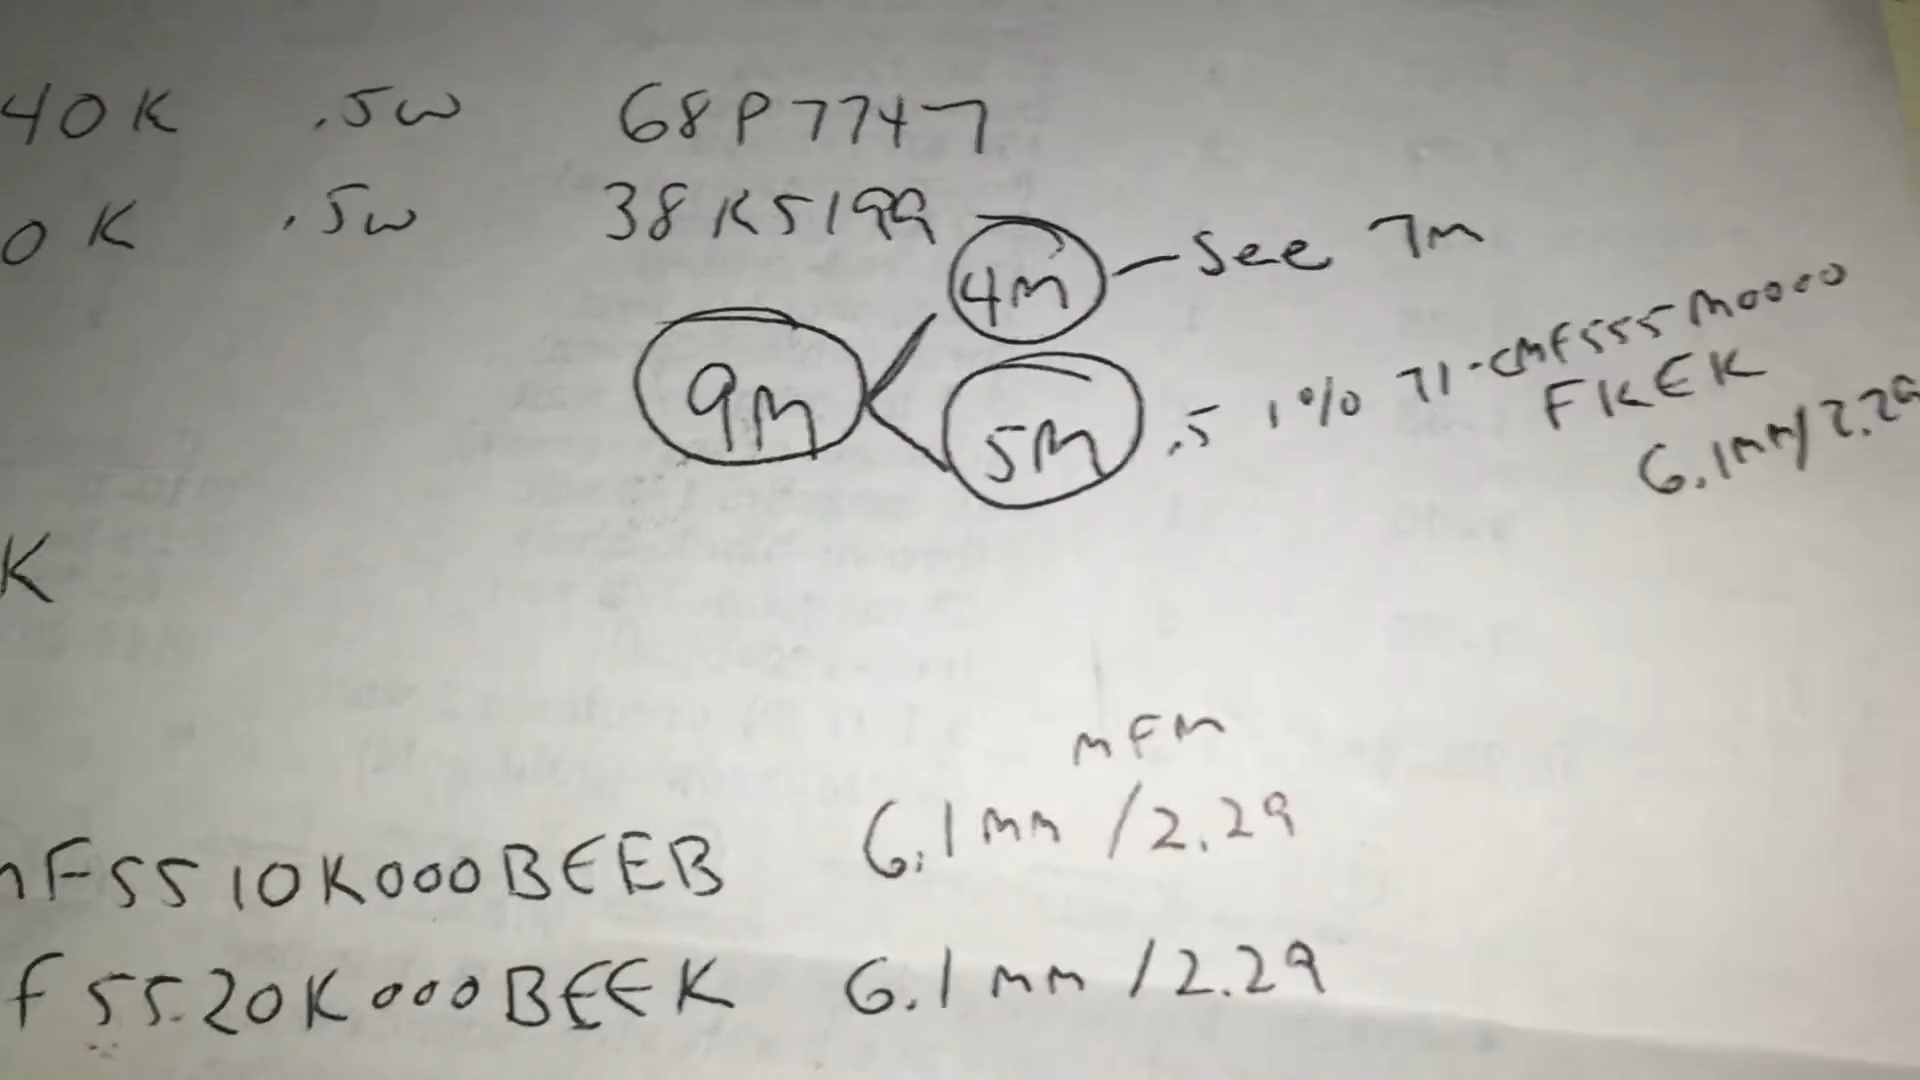 40K .5w 68P7747
0K .5w 38K5199
4m - See 7m
9m
5m .5 1% 71-CMF555M0000
FKEK
6.1mm/2.29
K
mFm
mF5510K000BEEB 6.1mm/2.29
F55.20K000BEEK 6.1mm/2.29